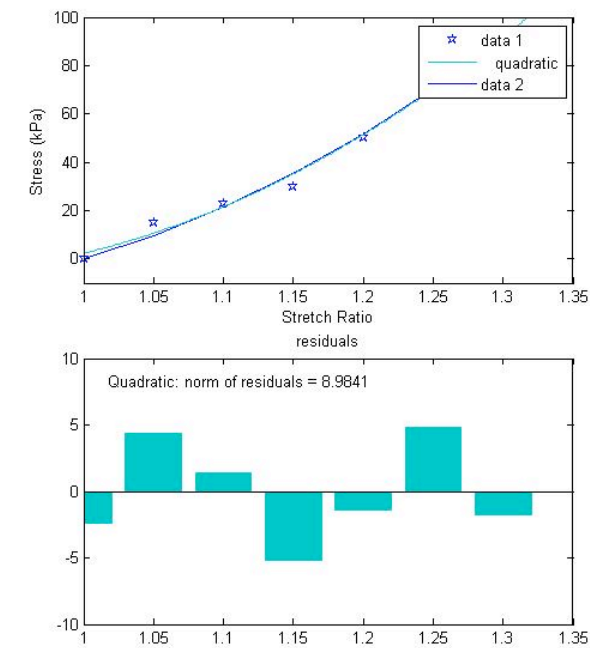 100
80
60
40
20
0
Stress (kPa)
data 1
quadratic
data 2
1 1.05 1.1 1.15 1.2 1.25 1.3 1.35
Stretch Ratio
residuals
10
5
0
-5
-10
Quadratic: norm of residuals = 8.9841
1 1.05 1.1 1.15 1.2 1.25 1.3 1.35